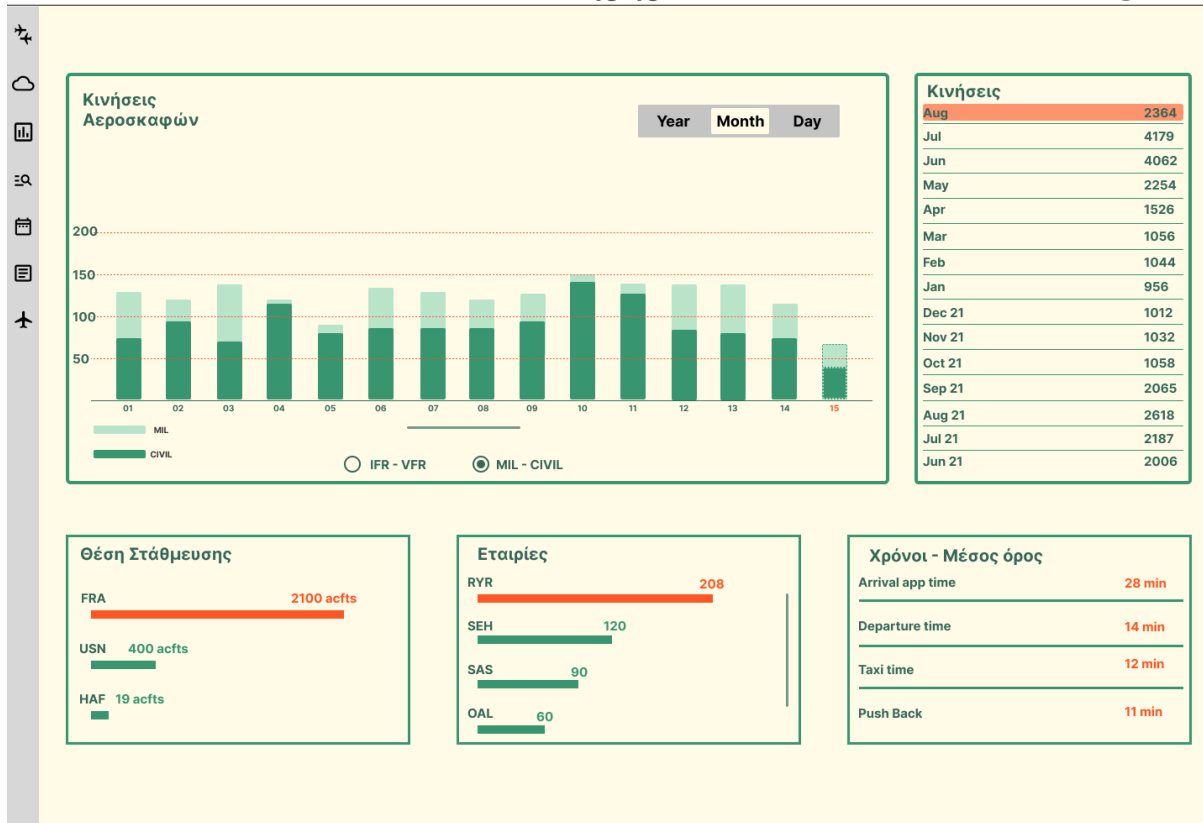 Κινήσεις
Αεροσκαφών
Year Month Day
200
150
100
50
01 02 03 04 05 06 07 08 09 10 11 12 13 14 15
MIL
CIVIL
IFR - VFR MIL - CIVIL
Κινήσεις
Aug 2364
Jul 4179
Jun 4062
May 2254
Apr 1526
Mar 1056
Feb 1044
Jan 956
Dec 21 1012
Nov 21 1032
Oct 21 1058
Sep 21 2065
Aug 21 2618
Jul 21 2187
Jun 21 2006
Θέση Στάθμευσης
FRA 2100 acfts
USN 400 acfts
HAF 19 acfts
Εταιρίες
RYR 208
SEH 120
SAS 90
OAL 60
Χρόνοι - Μέσος όρος
Arrival app time 28 min
Departure time 14 min
Taxi time 12 min
Push Back 11 min